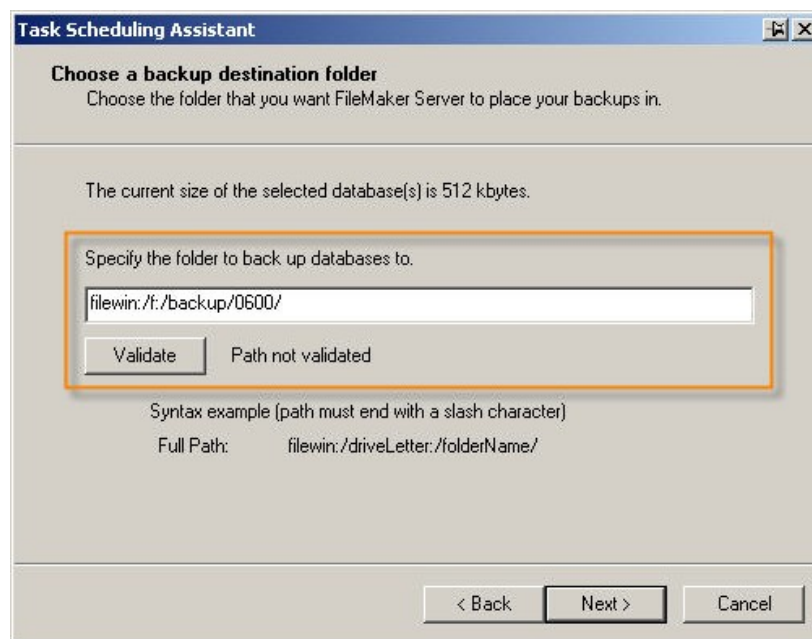 Task Scheduling Assistant
Choose a backup destination folder
Choose the folder that you want FileMaker Server to place your backups in.
The current size of the selected database(s) is 512 kbytes.
Specify the folder to back up databases to.
filewin:/f:/backup/0600/
Validate Path not validated
Syntax example (path must end with a slash character)
Full Path: filewin:/driveLetter:/folderName/
< Back Next > Cancel